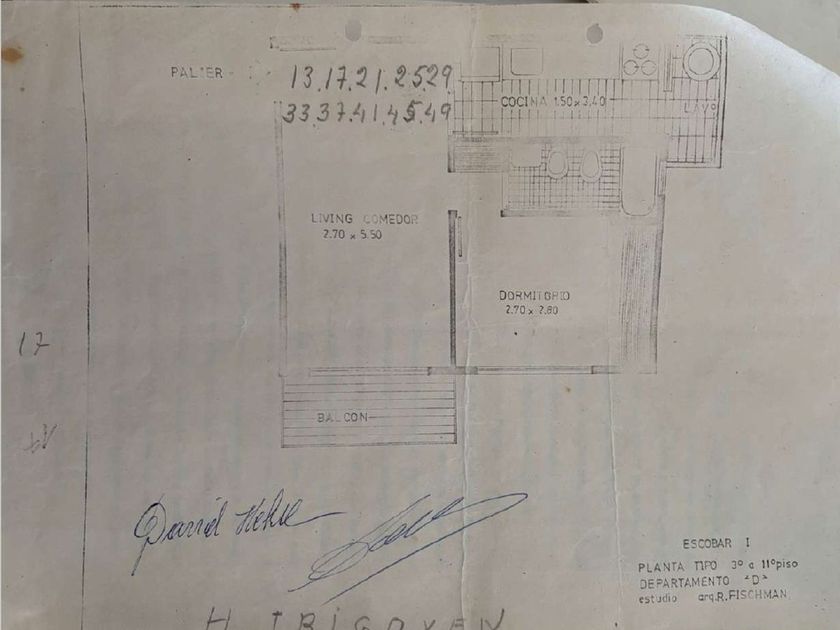 PALIER
13.17.21.25.29
33.37.41.45.49
COCINA 1.50 x 3.40
LAVº
LIVING COMEDOR
2.70 x 5.50
DORMITORIO
2.70 x 2.80
17
BALCON
David
ESCOBAR I
PLANTA TIPO 3º a 11º piso
DEPARTAMENTO "D"
estudio arq. R. FISCHMAN
H IRIGOYEN